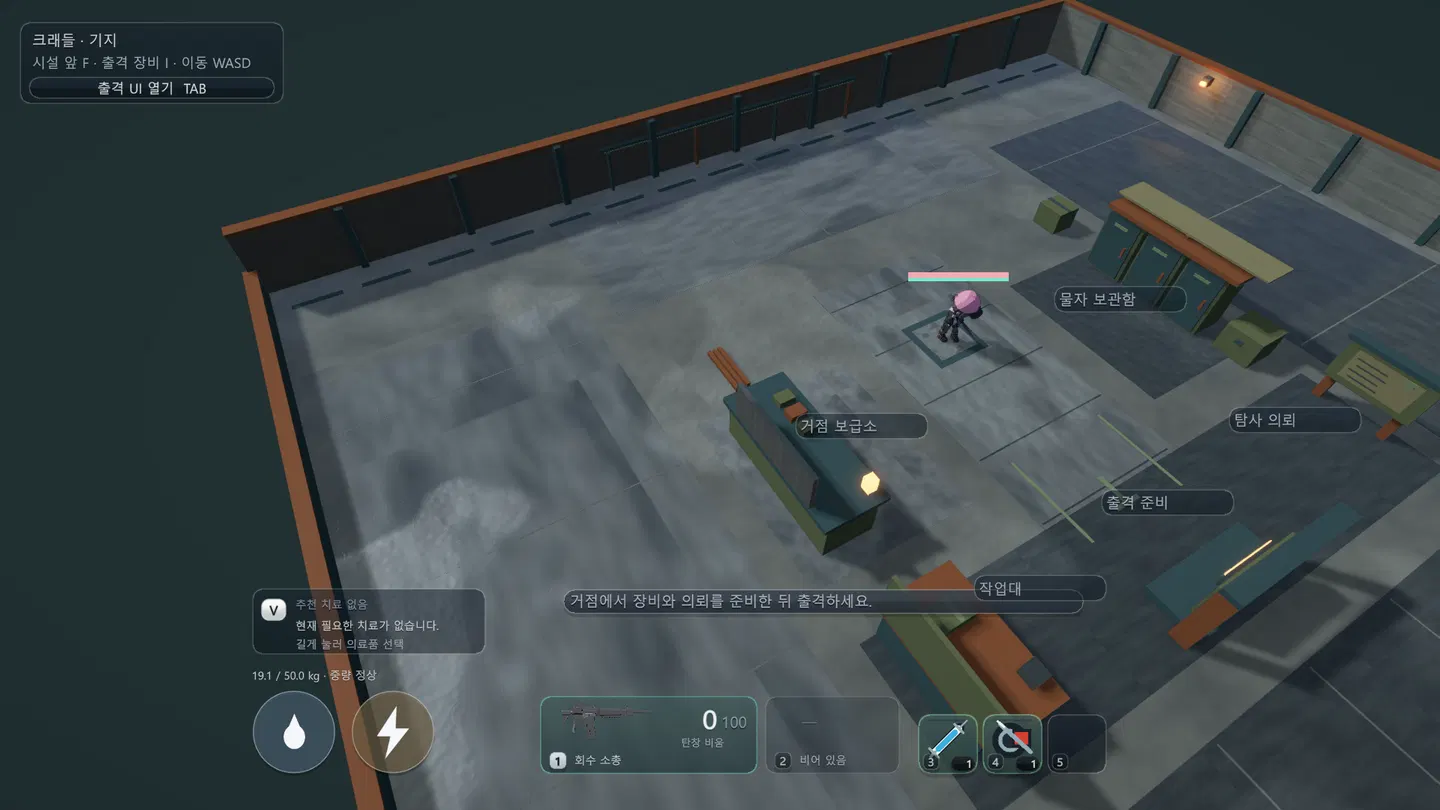 크래들 · 기지
시설 앞 F · 출격 장비 I · 이동 WASD
출격 UI 열기 TAB
물자 보관함
거점 보급소
탐사 의뢰
출격 준비
작업대
거점에서 장비와 의뢰를 준비한 뒤 출격하세요.
V
추천 치료 없음
현재 필요한 치료가 없습니다.
길게 눌러 의료품 선택
19.1 / 50.0 kg · 중량 정상
0 100
탄창 비움
1 회수 소총
—
2 비어 있음
3 1
4 1
5